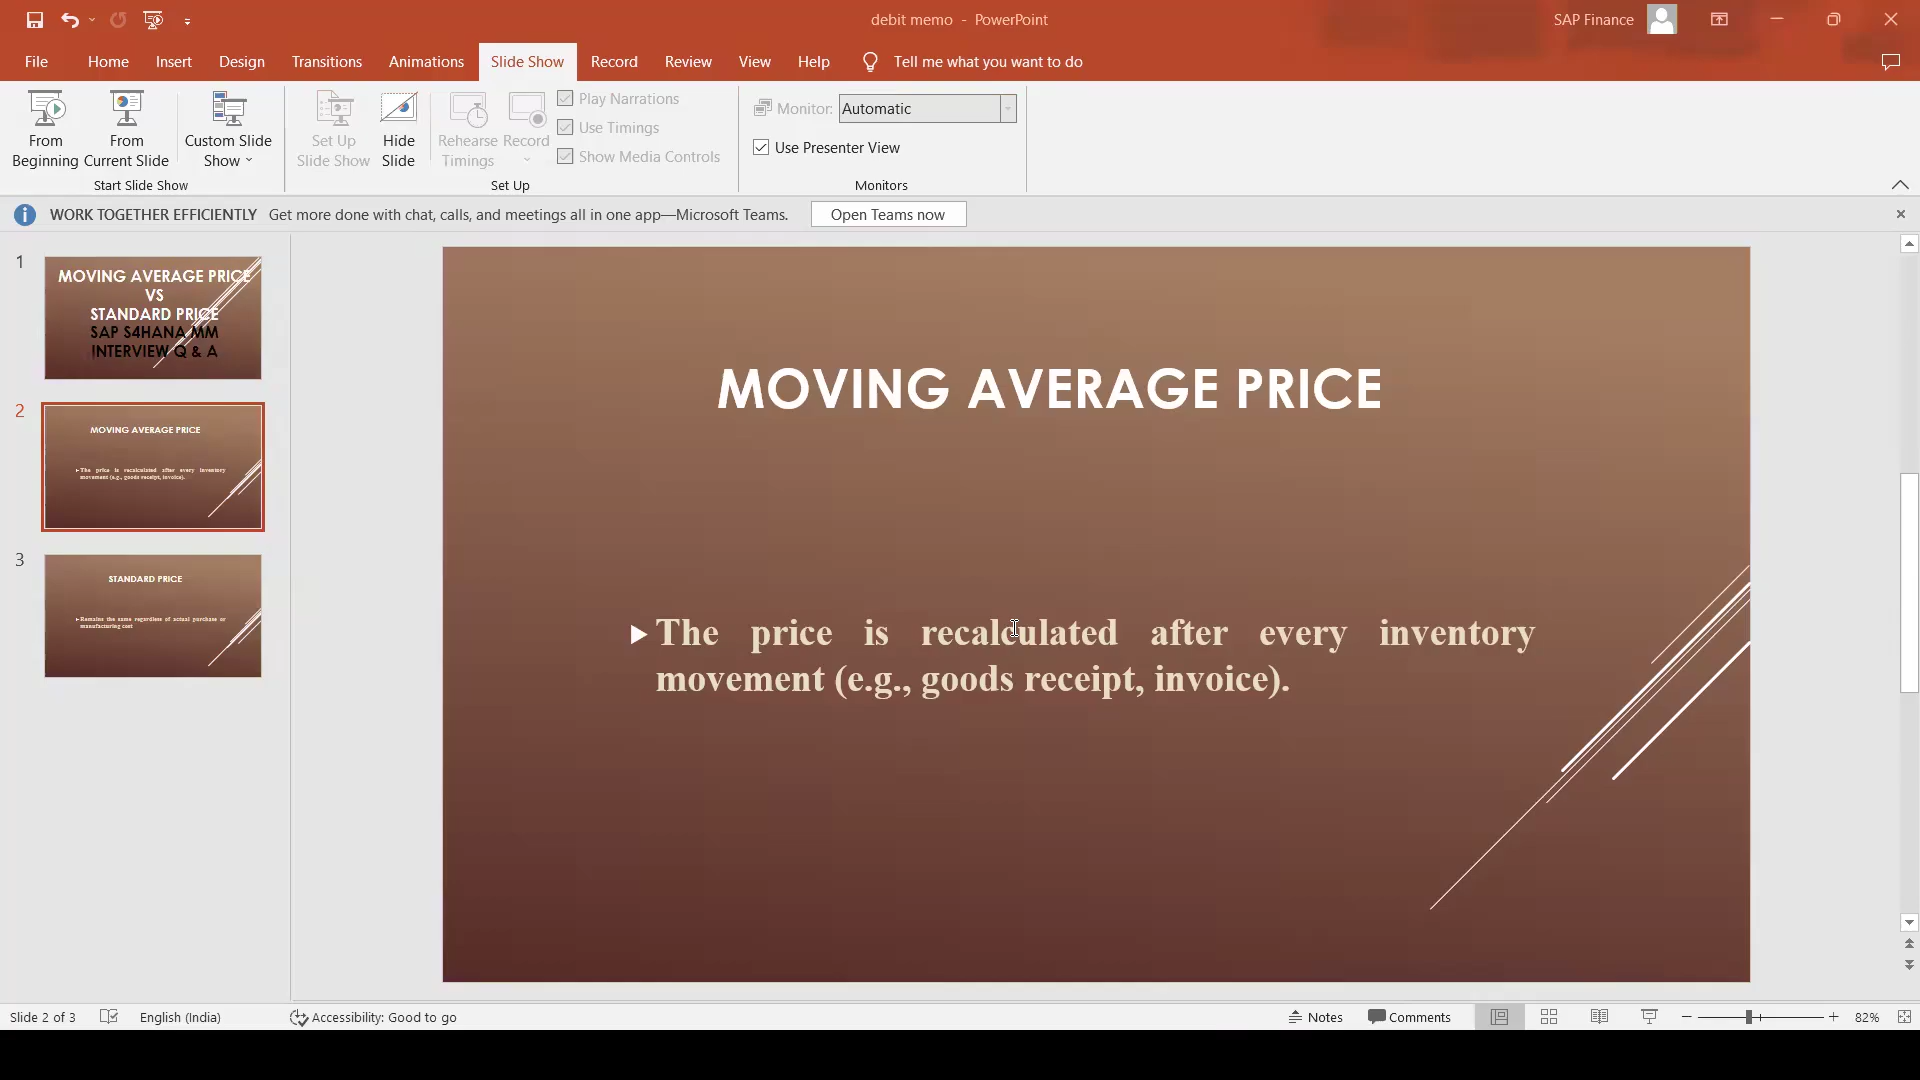 debit memo - PowerPoint
SAP Finance
File Home Insert Design Transitions Animations Slide Show Record Review View Help Tell me what you want to do
From Beginning
From Current Slide
Custom Slide Show
Start Slide Show
Set Up Slide Show
Hide Slide
Rehearse Timings
Record
Play Narrations
Use Timings
Show Media Controls
Set Up
Monitor: Automatic
Use Presenter View
Monitors
WORK TOGETHER EFFICIENTLY Get more done with chat, calls, and meetings all in one app—Microsoft Teams. Open Teams now
1
MOVING AVERAGE PRICE
VS
STANDARD PRICE
SAP S4HANA MM
INTERVIEW Q & A
2
MOVING AVERAGE PRICE
The price is recalculated after every inventory
movement (e.g., goods receipt, invoice).
3
STANDARD PRICE
Remains the same regardless of actual purchase or
manufacturing cost
MOVING AVERAGE PRICE
The price is recalculated after every inventory
movement (e.g., goods receipt, invoice).
Slide 2 of 3 English (India) Accessibility: Good to go Notes Comments 82%